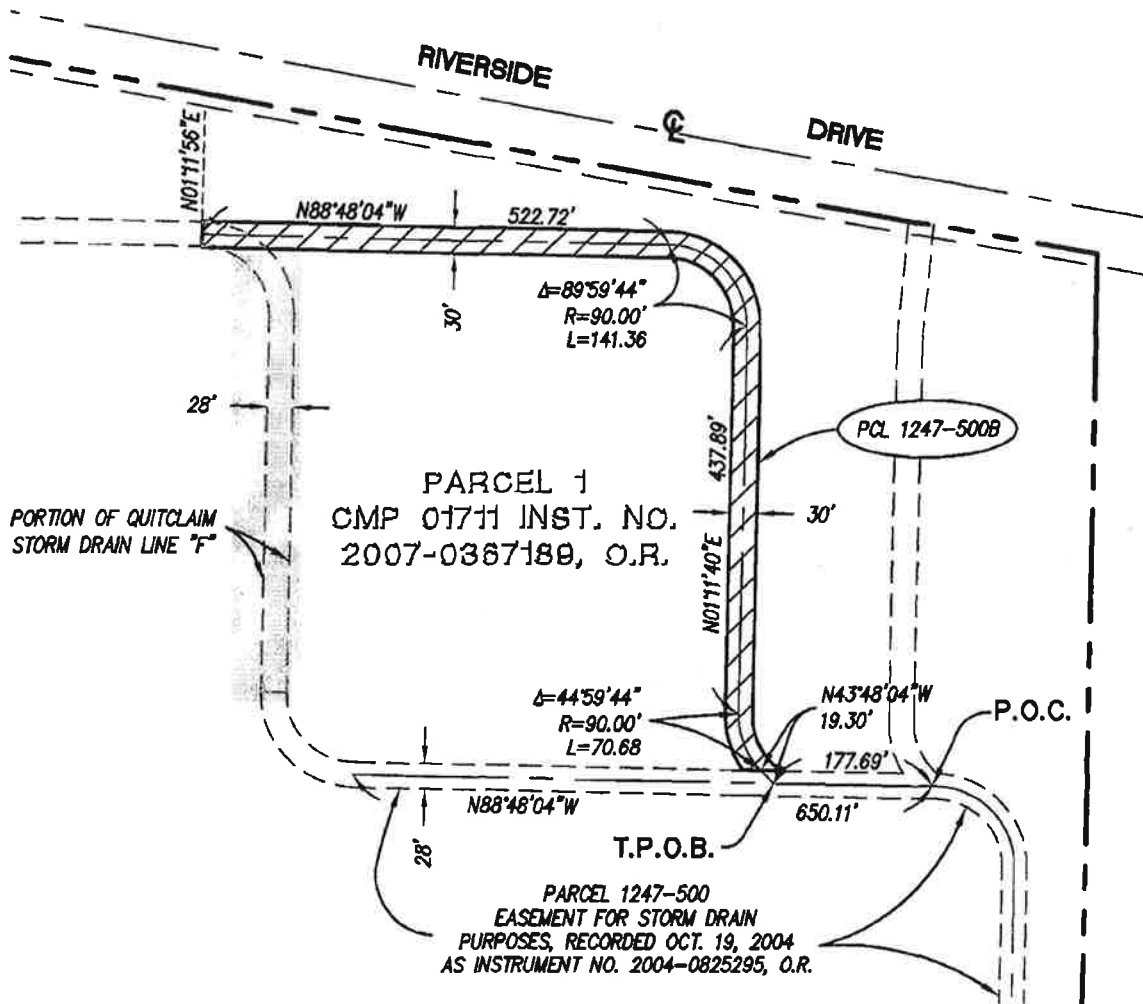 RIVERSIDE
℄
DRIVE
N01°11'56"E
N88°48'04"W
522.72'
30'
Δ=89°59'44"
R=90.00'
L=141.36
28'
437.89'
PCL 1247-500B
PARCEL 1
CMP 01711 INST. NO.
2007-0367189, O.R.
30'
PORTION OF QUITCLAIM
STORM DRAIN LINE "F"
N01°11'40"E
Δ=44°59'44"
R=90.00'
L=70.68
N43°48'04"W
19.30'
P.O.C.
177.69'
N88°48'04"W
650.11'
28'
T.P.O.B.
PARCEL 1247-500
EASEMENT FOR STORM DRAIN
PURPOSES, RECORDED OCT. 19, 2004
AS INSTRUMENT NO. 2004-0825295, O.R.